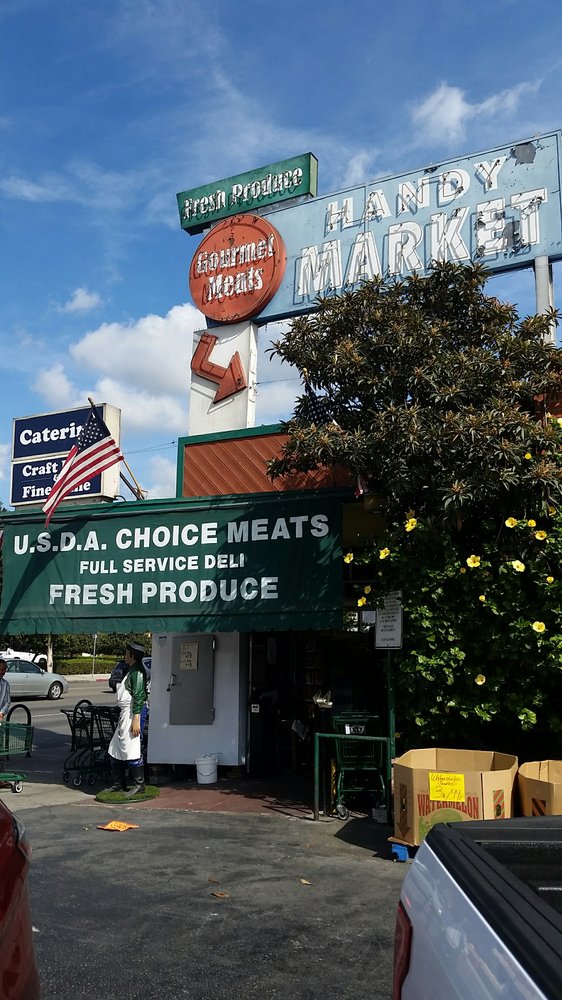 Fresh Produce
HANDY
MARKET
Gourmet
Meats
Craft
U.S.D.A. CHOICE MEATS
FULL SERVICE DELI
FRESH PRODUCE
WATERMELON